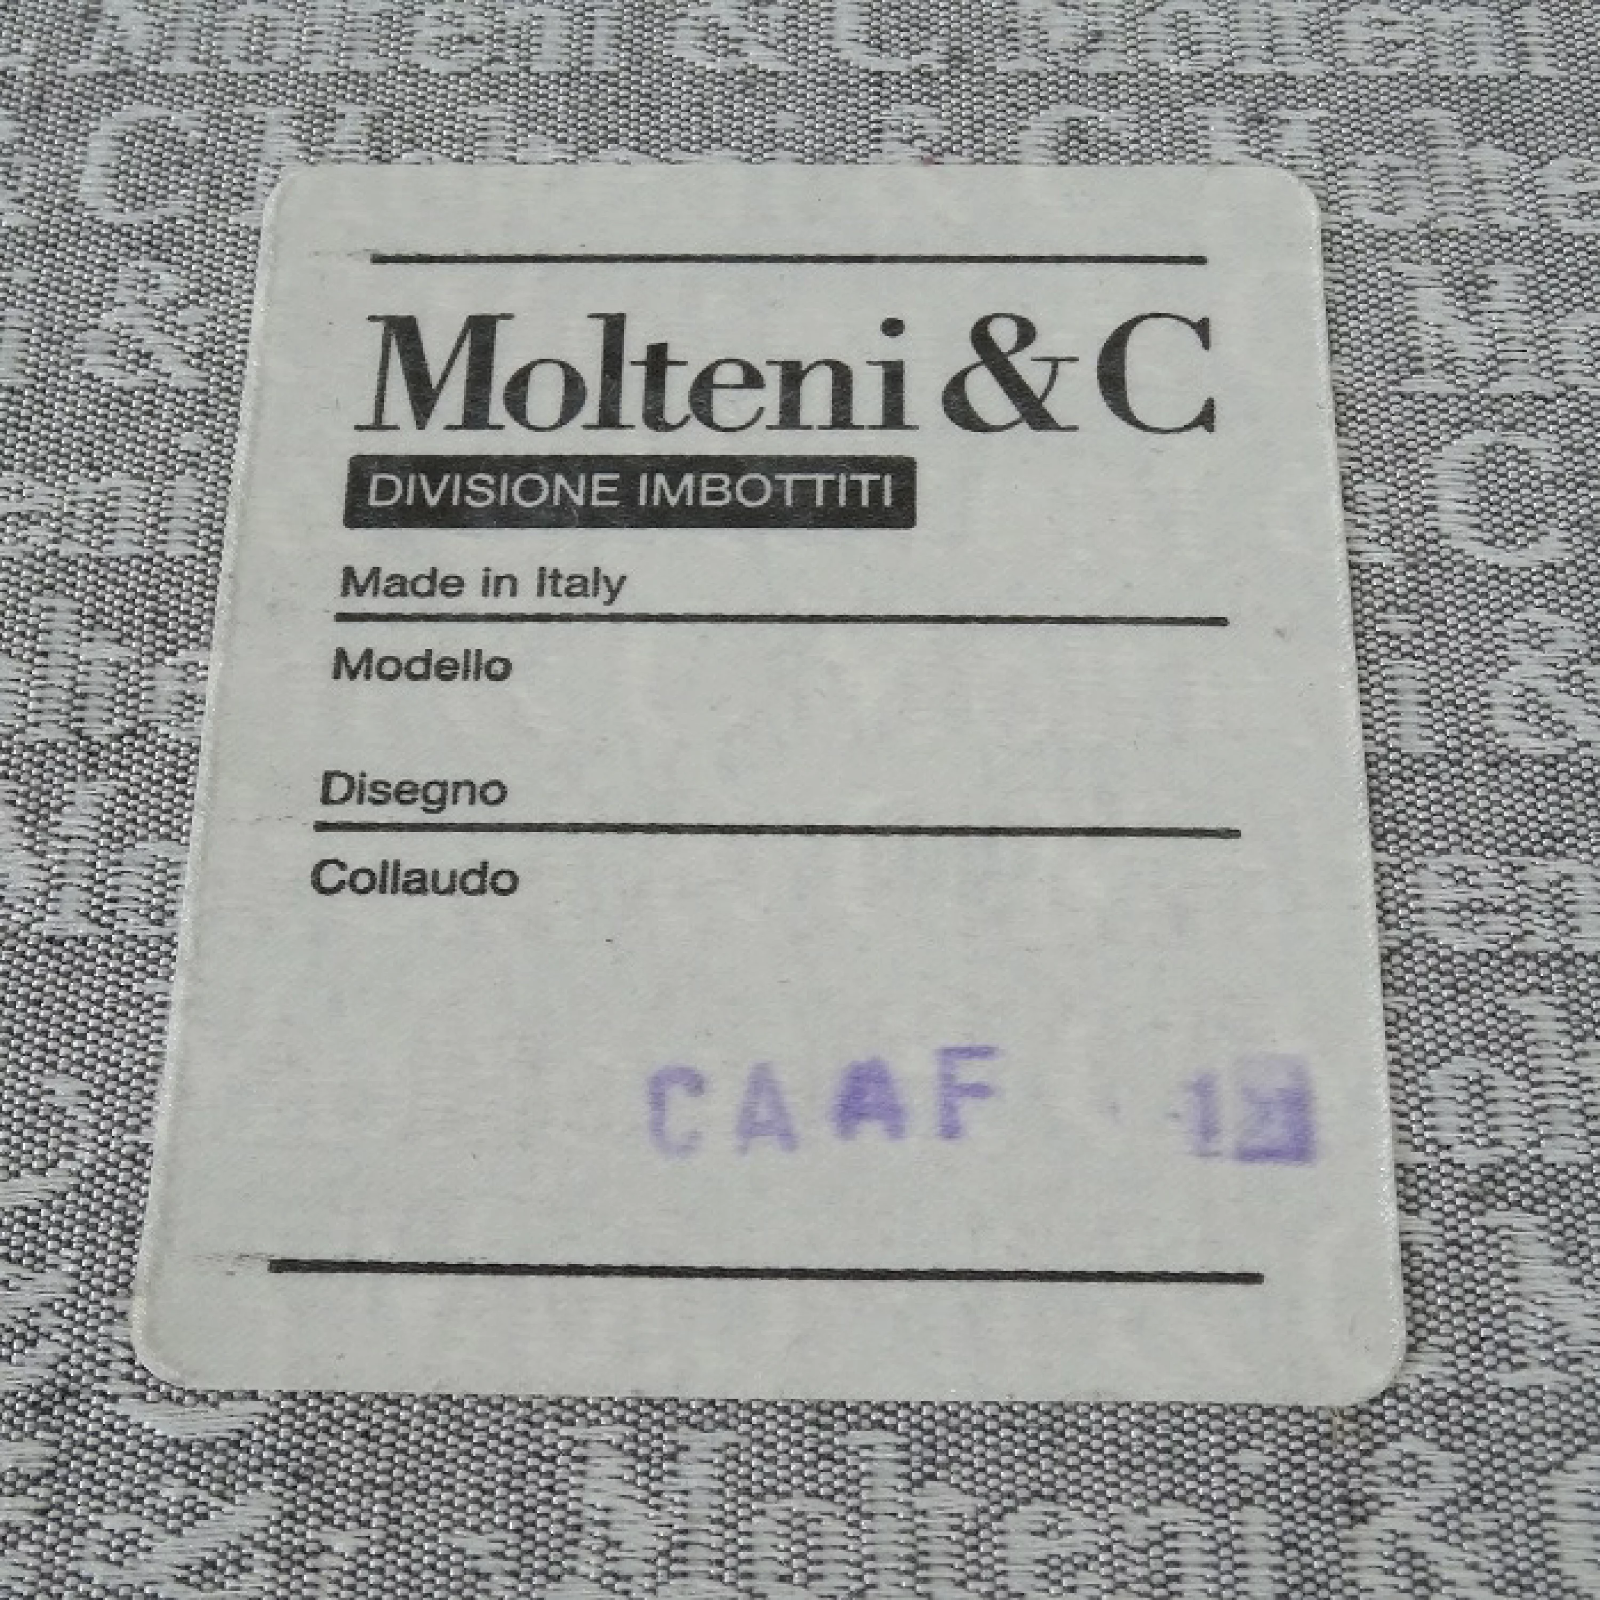 Molteni & C
DIVISIONE IMBOTTITI
Made in Italy
Modello
Disegno
Collaudo
CAAF